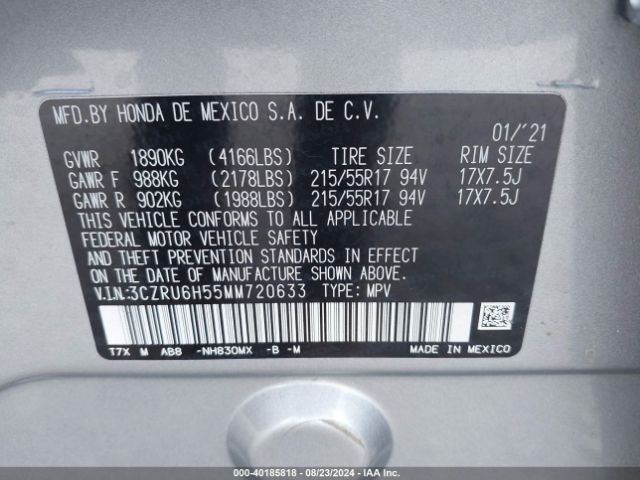 MFD.BY HONDA DE MEXICO S.A. DE C.V.
01/'21
GVWR 1890KG (4166LBS) TIRE SIZE RIM SIZE
GAWR F 988KG (2178LBS) 215/55R17 94V 17X7.5J
GAWR R 902KG (1988LBS) 215/55R17 94V 17X7.5J
THIS VEHICLE CONFORMS TO ALL APPLICABLE
FEDERAL MOTOR VEHICLE SAFETY
AND THEFT PREVENTION STANDARDS IN EFFECT
ON THE DATE OF MANUFACTURE SHOWN ABOVE.
V.I.N.:3CZRU6H55MM720633 TYPE: MPV
T7X M ABB -NH830MX -B -M MADE IN MEXICO
000-40185818 - 08/23/2024 - IAA Inc.